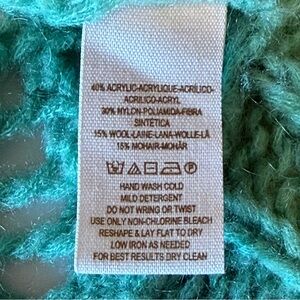 40% ACRYLIC-ACRYLIQUE-ACRILICO-
ACRILICO-ACRYL
30% NYLON-POLIAMIDA-FIBRA
SINTÉTICA
15% WOOL-LAINE-LANA-WOLLE-LÃ
15% MOHAIR-MOHÄR
HAND WASH COLD
MILD DETERGENT
DO NOT WRING OR TWIST
USE ONLY NON-CHLORINE BLEACH
RESHAPE & LAY FLAT TO DRY
LOW IRON AS NEEDED
FOR BEST RESULTS DRY CLEAN